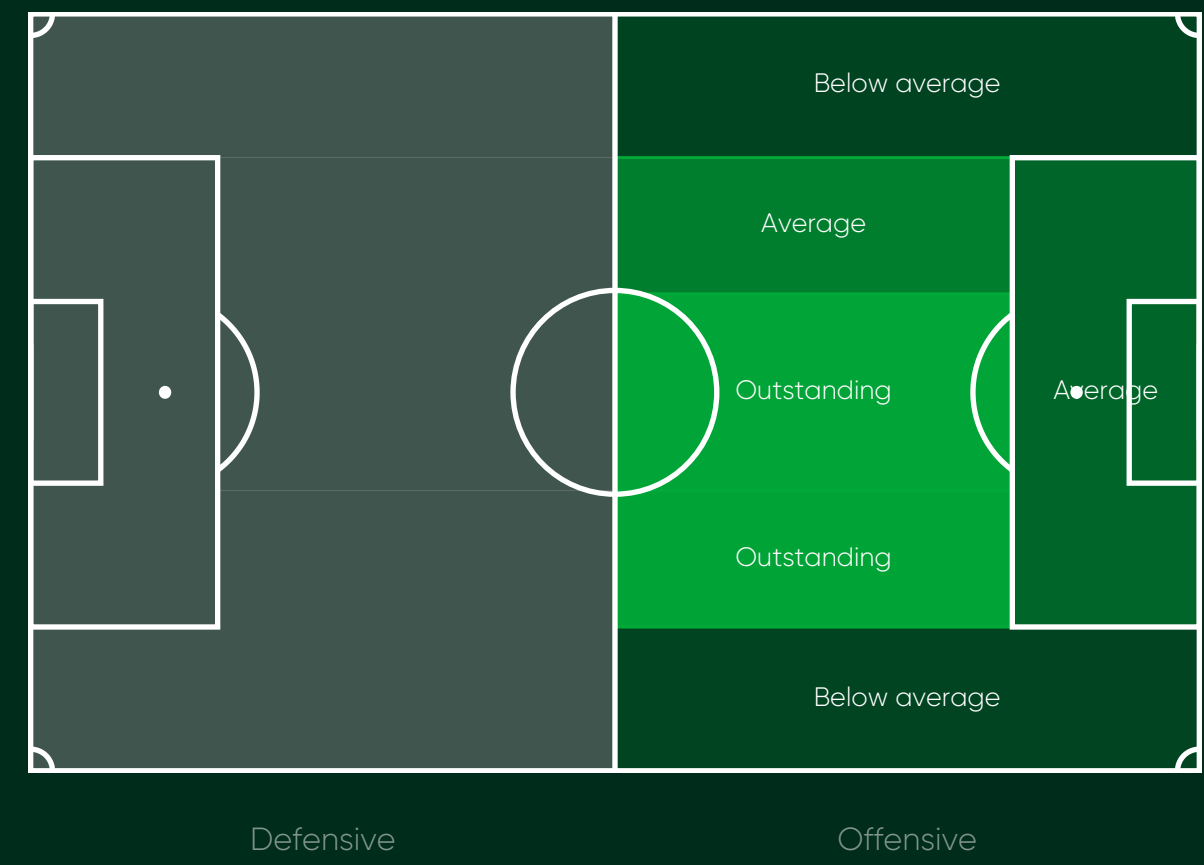 Below average
Average
Outstanding
Average
Outstanding
Below average
Defensive
Offensive